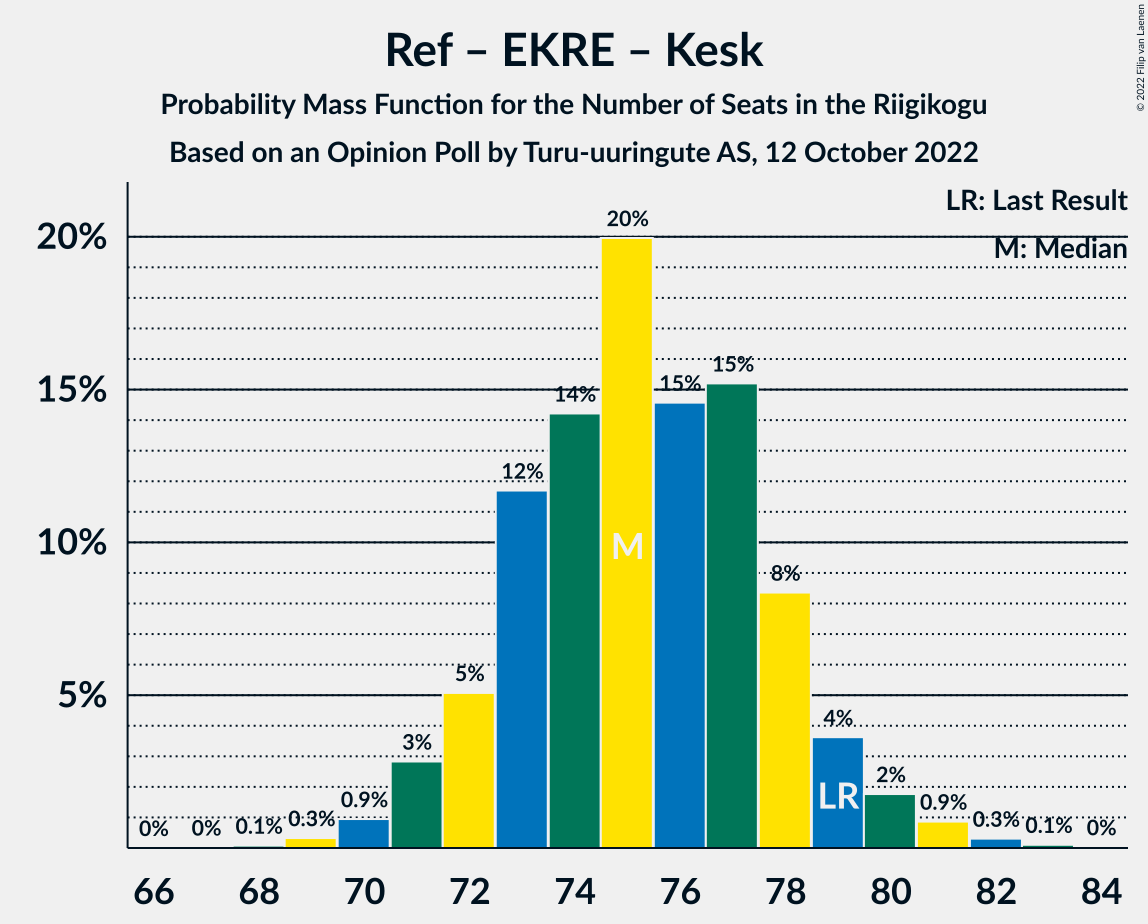 Ref – EKRE – Kesk
Probability Mass Function for the Number of Seats in the Riigikogu
Based on an Opinion Poll by Turu-uuringute AS, 12 October 2022
© 2022 Filip van Laenen
LR: Last Result
M: Median
20%
15%
10%
5%
0%
0%
0.1%
0.3%
0.9%
3%
5%
12%
14%
20%
15%
15%
8%
4%
2%
0.9%
0.3%
0.1%
0%
M
LR
66 68 70 72 74 76 78 80 82 84